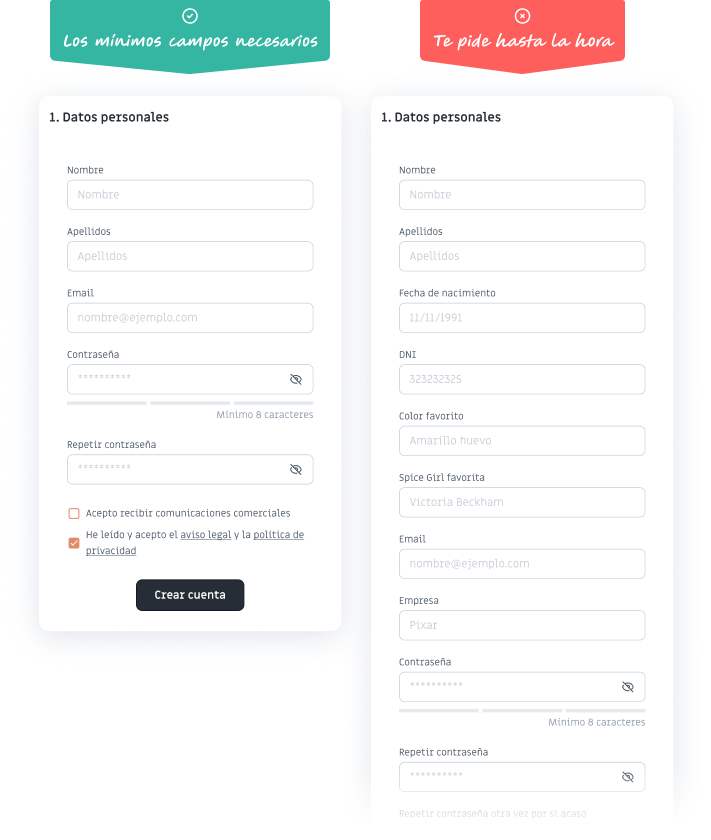 Los mínimos campos necesarios
1. Datos personales
Nombre
Nombre
Apellidos
Apellidos
Email
nombre@ejemplo.com
Contraseña
**********
Mínimo 8 caracteres
Repetir contraseña
**********
Acepto recibir comunicaciones comerciales
He leído y acepto el aviso legal y la política de
privacidad
Crear cuenta
Te pide hasta la hora
1. Datos personales
Nombre
Nombre
Apellidos
Apellidos
Fecha de nacimiento
11/11/1991
DNI
32323232S
Color favorito
Amarillo huevo
Spice Girl favorita
Victoria Beckham
Email
nombre@ejemplo.com
Empresa
Pixar
Contraseña
**********
Mínimo 8 caracteres
Repetir contraseña
**********
Repetir contraseña otra vez por si acaso